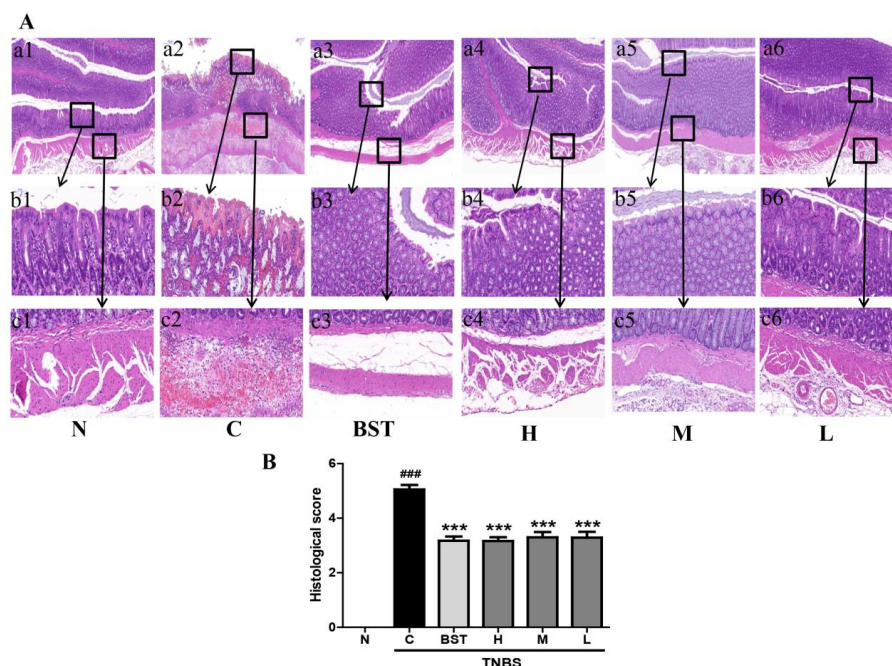 A
a1 a2 a3 a4 a5 a6
b1 b2 b3 b4 b5 b6
c1 c2 c3 c4 c5 c6
N C BST H M L
B
###
*** *** *** ***
Histological score
6
4
2
0
N C BST H M L
TNBS